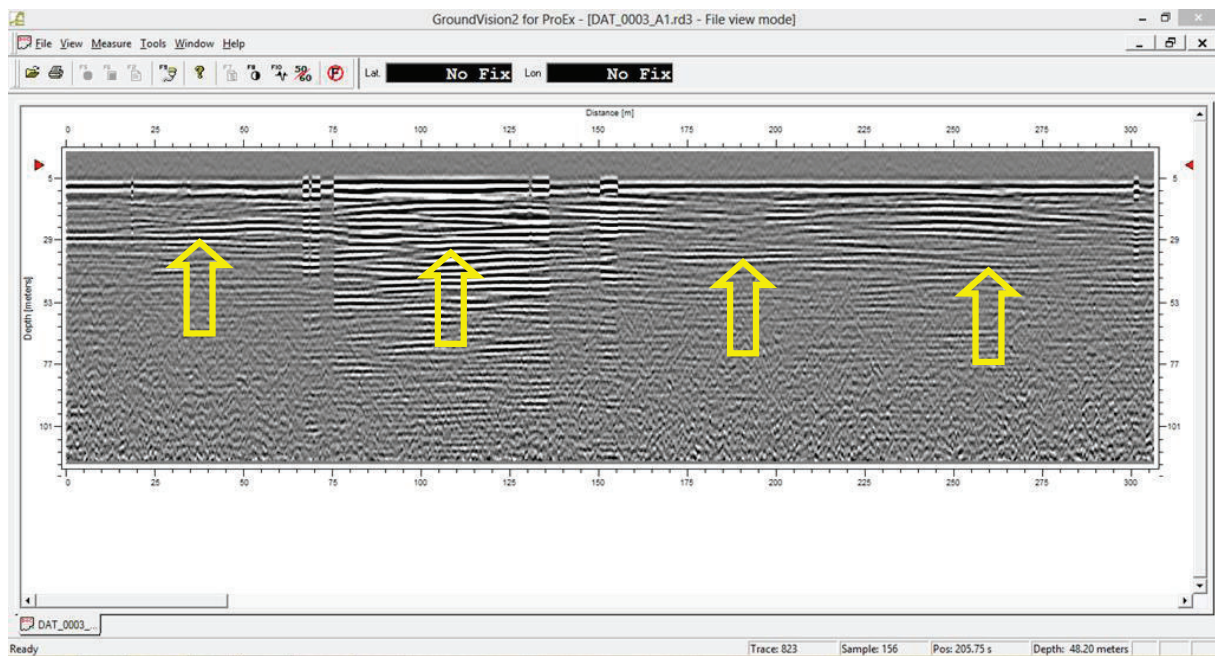 GroundVision2 for ProEx - [DAT_0003_A1.rd3 - File view mode]
File View Measure Tools Window Help
Lat. No Fix Lon No Fix
Distance [m]
0 25 50 75 100 125 150 175 200 225 250 275 300
Depth [meters]
5 5
29 29
53 53
77 77
101 101
0 25 50 75 100 125 150 175 200 225 250 275 300
DAT_0003_...
Ready Trace: 823 Sample: 156 Pos: 205.75 s Depth: 48.20 meters